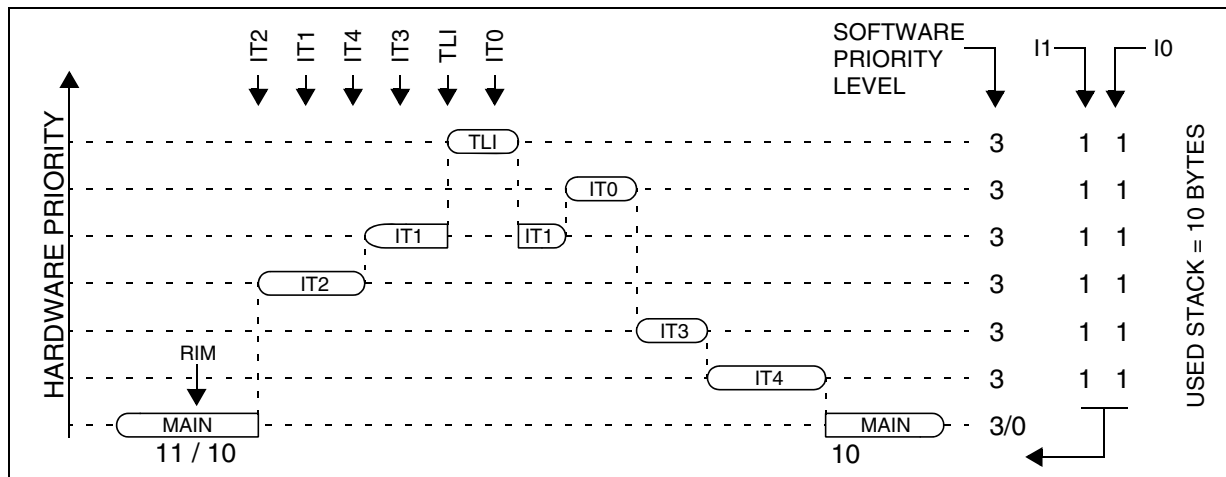 IT2
IT1
IT4
IT3
TLI
IT0
SOFTWARE
PRIORITY
LEVEL
I1
I0
HARDWARE PRIORITY
TLI
3
1 1
IT0
3
1 1
IT1
IT1
3
1 1
IT2
3
1 1
IT3
3
1 1
RIM
IT4
3
1 1
MAIN
MAIN
3/0
11 / 10
10
USED STACK = 10 BYTES